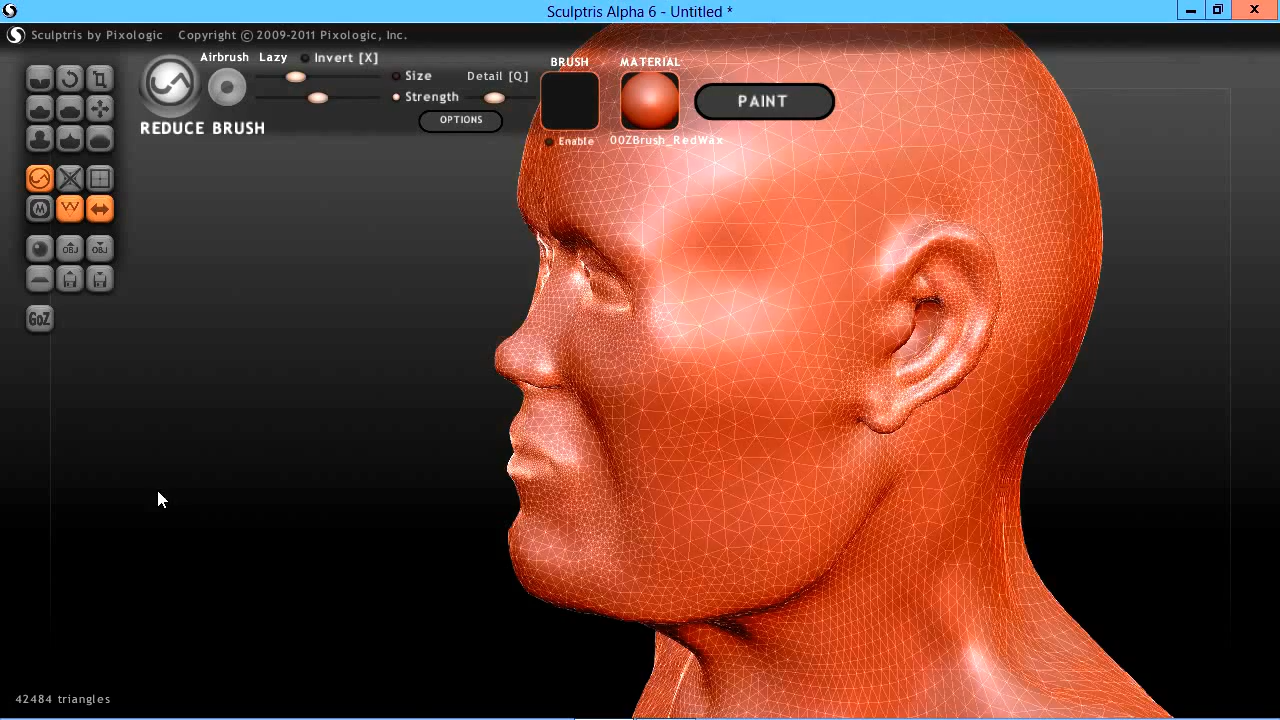 Sculptris Alpha 6 - Untitled *
Sculptris by Pixologic Copyright © 2009-2011 Pixologic, Inc.
Airbrush Lazy Invert [X]
Size Detail [Q]
Strength
OPTIONS
REDUCE BRUSH
BRUSH
Enable
MATERIAL
00ZBrush_RedWax
PAINT
OBJ OBJ
GoZ
42484 triangles